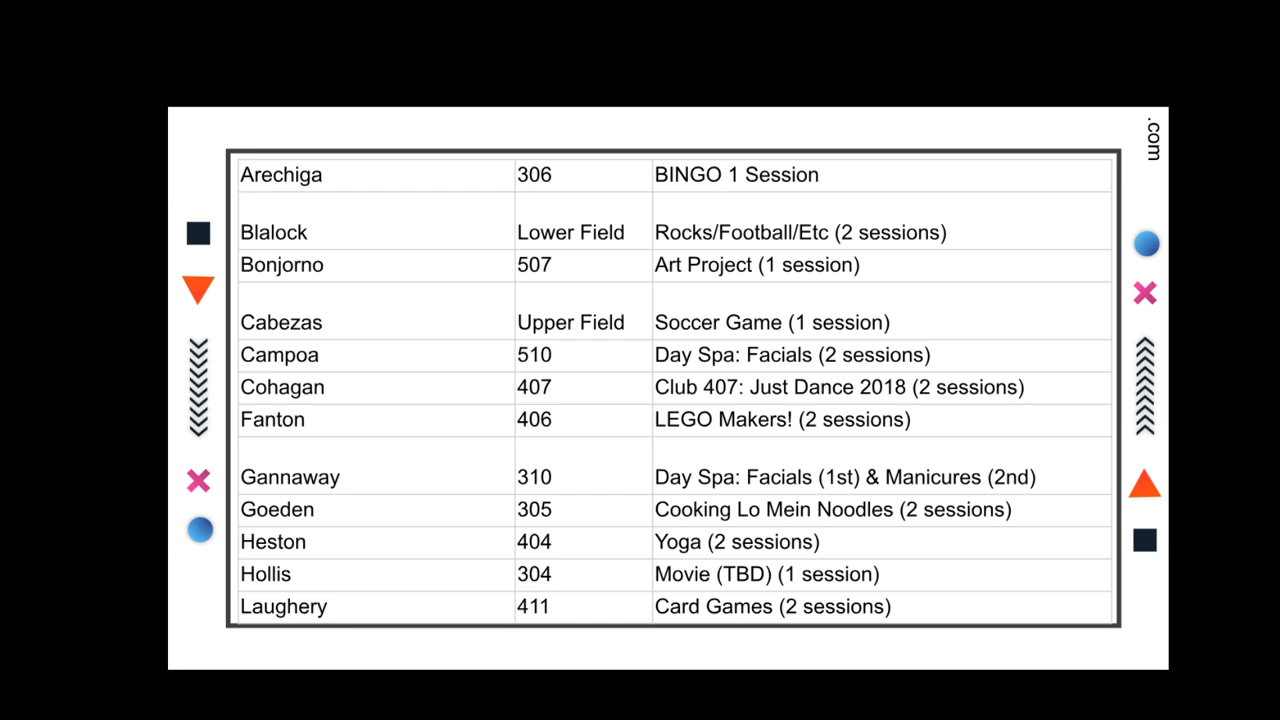 .com
Arechiga 306 BINGO 1 Session
Blalock Lower Field Rocks/Football/Etc (2 sessions)
Bonjorno 507 Art Project (1 session)
Cabezas Upper Field Soccer Game (1 session)
Campoa 510 Day Spa: Facials (2 sessions)
Cohagan 407 Club 407: Just Dance 2018 (2 sessions)
Fanton 406 LEGO Makers! (2 sessions)
Gannaway 310 Day Spa: Facials (1st) & Manicures (2nd)
Goeden 305 Cooking Lo Mein Noodles (2 sessions)
Heston 404 Yoga (2 sessions)
Hollis 304 Movie (TBD) (1 session)
Laughery 411 Card Games (2 sessions)